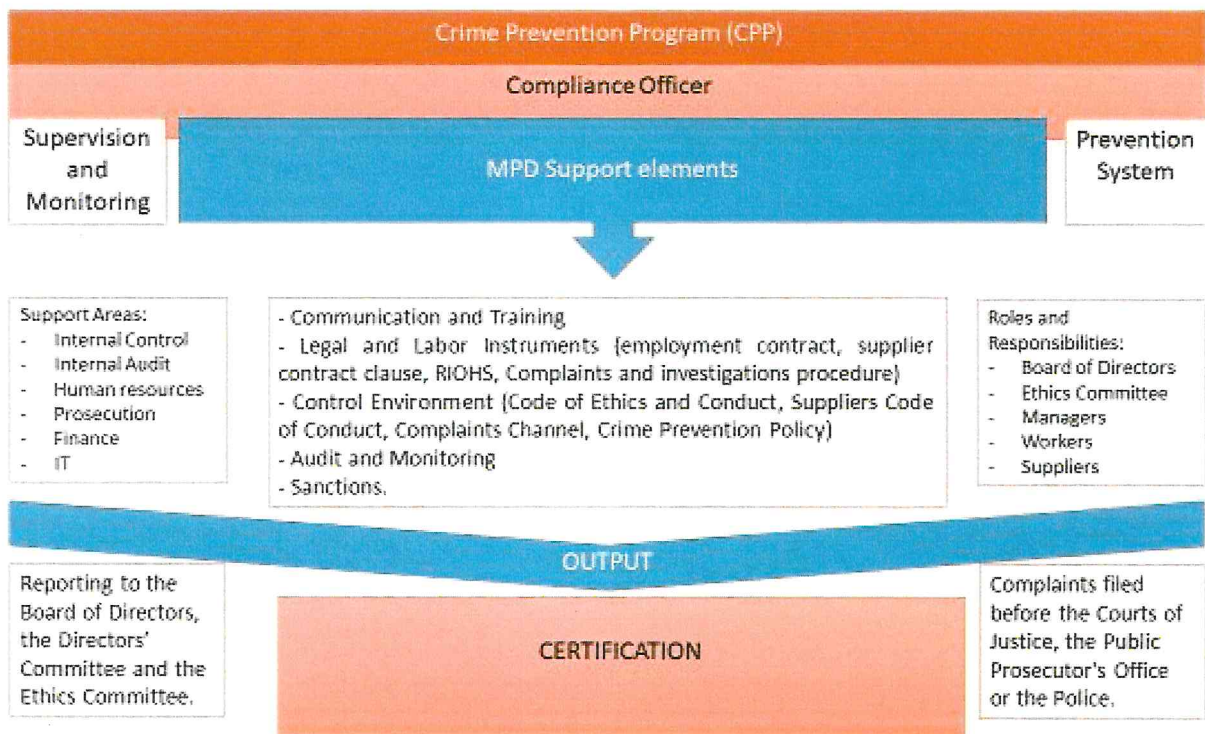 Crime Prevention Program (CPP)
Compliance Officer
Supervision
and
Monitoring
MPD Support elements
Prevention
System
Support Areas:
- Internal Control
- Internal Audit
- Human resources
- Prosecution
- Finance
- IT
- Communication and Training
- Legal and Labor Instruments (employment contract, supplier
contract clause, RIOHS, Complaints and investigations procedure)
- Control Environment (Code of Ethics and Conduct, Suppliers Code
of Conduct, Complaints Channel, Crime Prevention Policy)
- Audit and Monitoring
- Sanctions.
Roles and
Responsibilities:
- Board of Directors
- Ethics Committee
- Managers
- Workers
- Suppliers
OUTPUT
Reporting to the
Board of Directors,
the Directors'
Committee and the
Ethics Committee.
CERTIFICATION
Complaints filed
before the Courts of
Justice, the Public
Prosecutor's Office
or the Police.